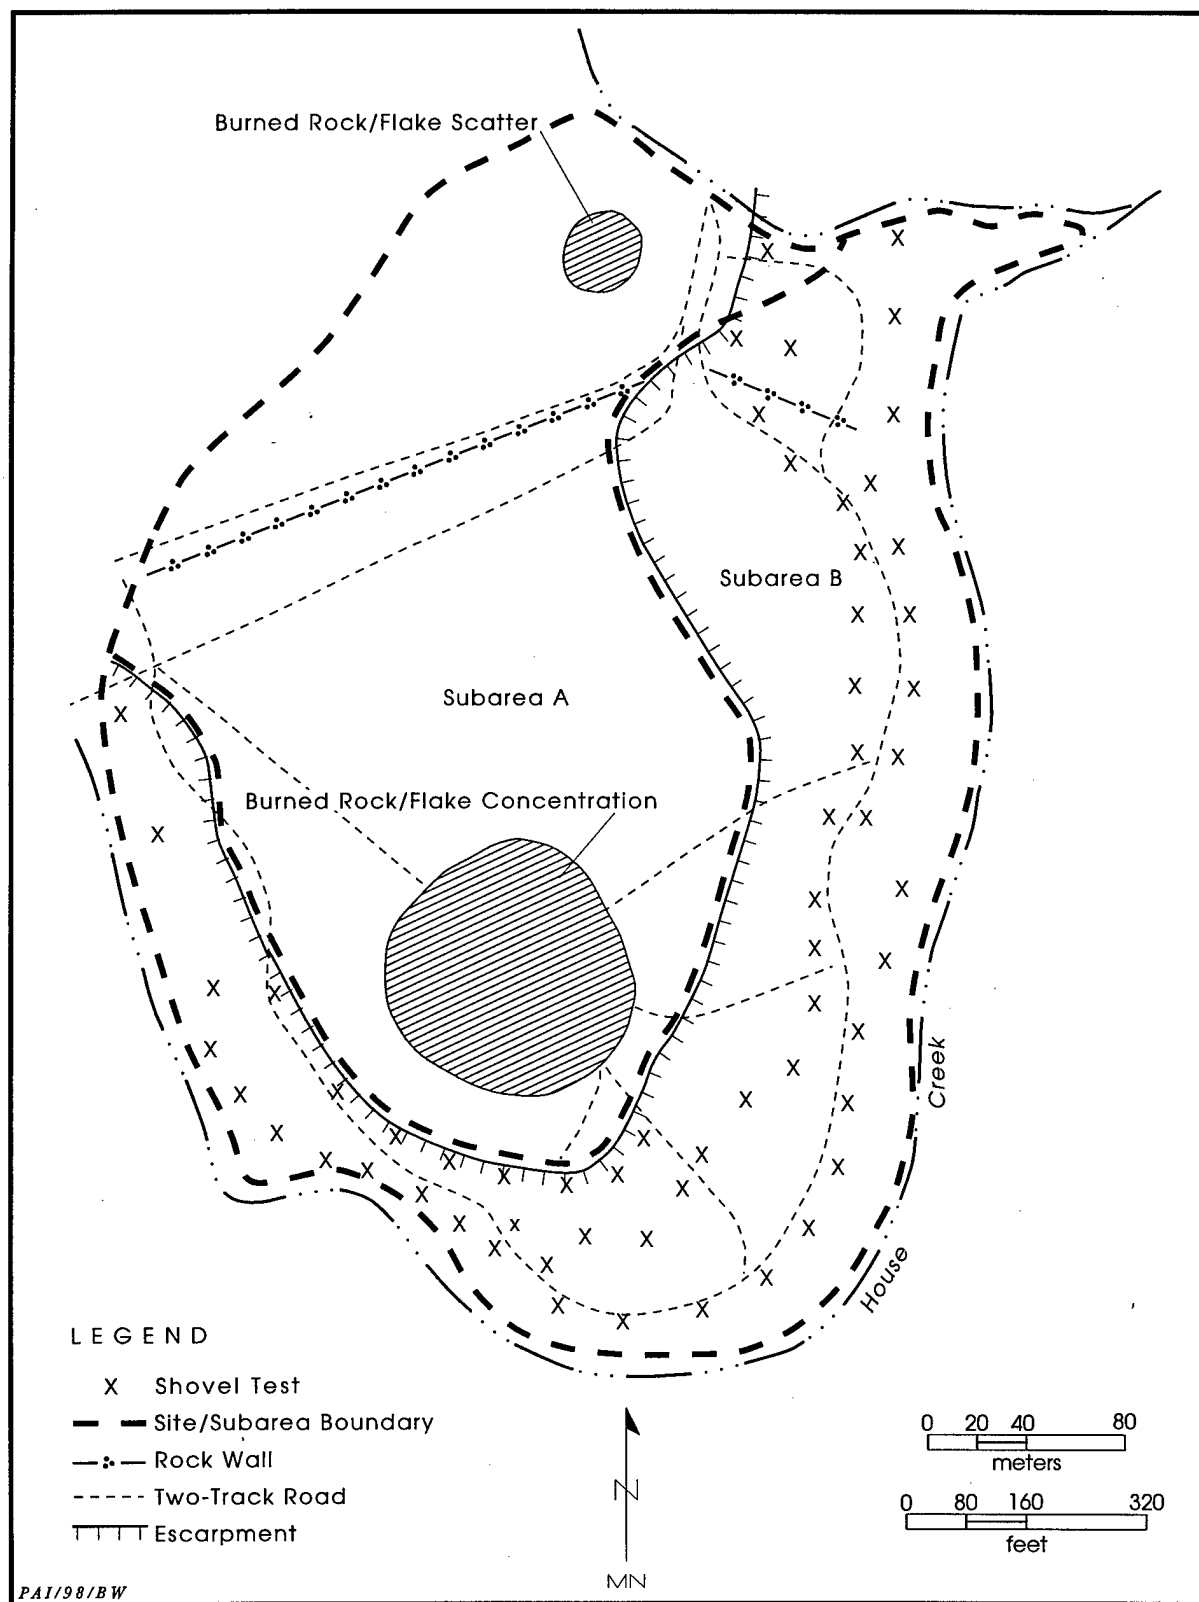 Burned Rock/Flake Scatter
Subarea B
Subarea A
Burned Rock/Flake Concentration
House Creek
LEGEND
X Shovel Test
Site/Subarea Boundary
Rock Wall
Two-Track Road
Escarpment
0 20 40 80
meters
0 80 160 320
feet
N
MN
PAI/98/BW